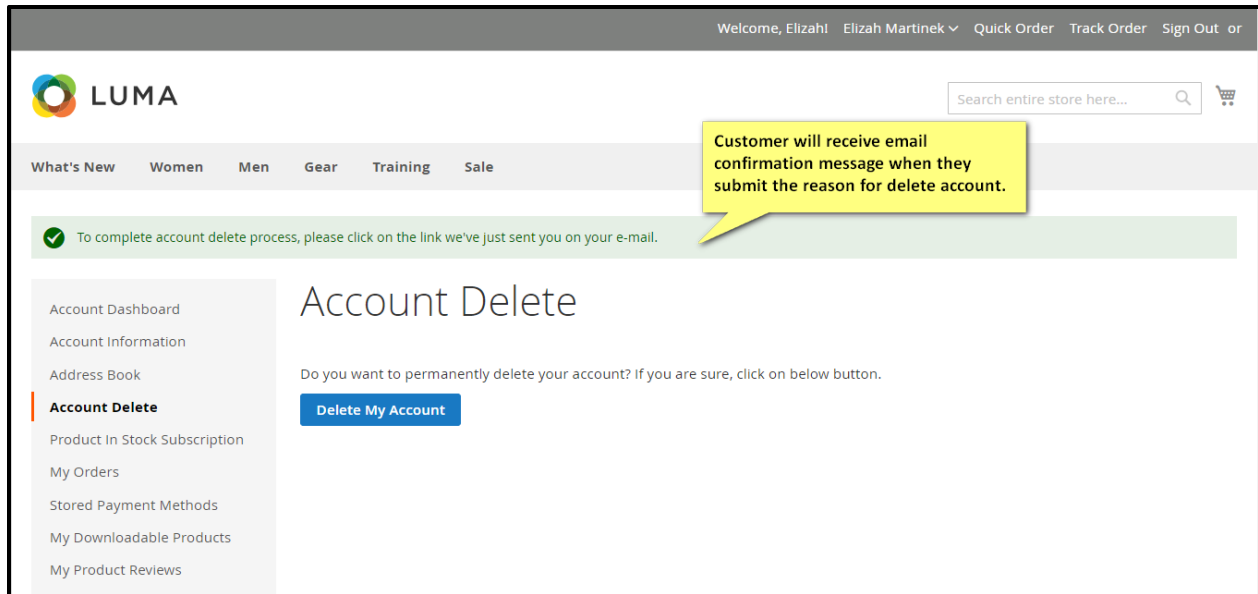 Welcome, Elizah! Elizah Martinek Quick Order Track Order Sign Out or
LUMA
Search entire store here...
What's New Women Men Gear Training Sale
Customer will receive email
confirmation message when they
submit the reason for delete account.
To complete account delete process, please click on the link we've just sent you on your e-mail.
Account Dashboard
Account Information
Address Book
Account Delete
Product In Stock Subscription
My Orders
Stored Payment Methods
My Downloadable Products
My Product Reviews
Account Delete
Do you want to permanently delete your account? If you are sure, click on below button.
Delete My Account